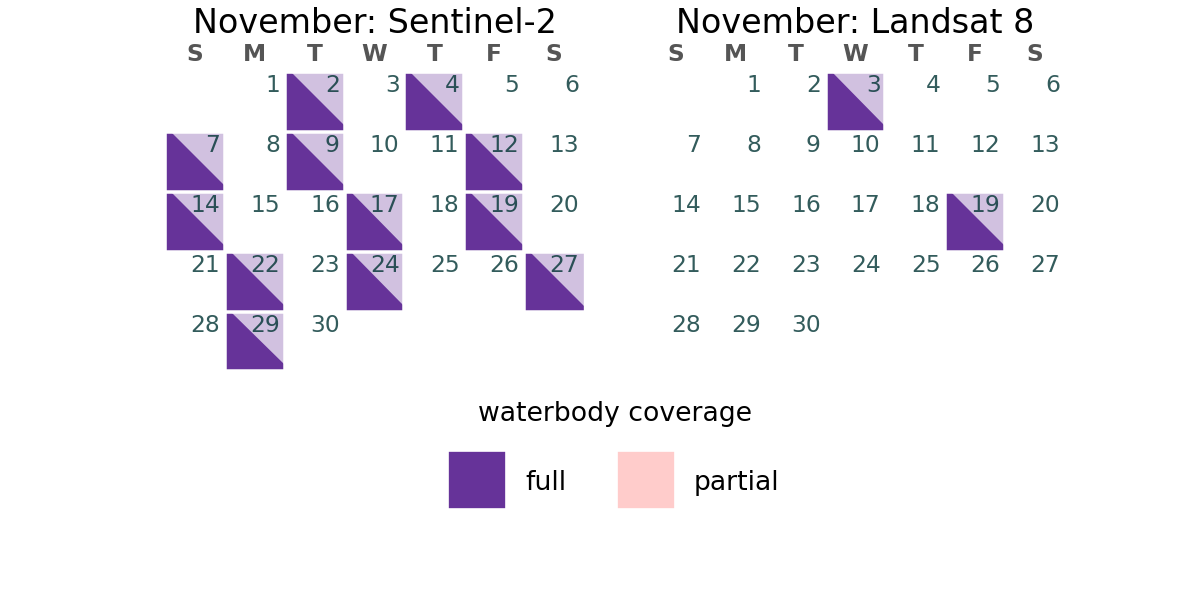 November: Sentinel-2
S M T W T F S
1 2 3 4 5 6
7 8 9 10 11 12 13
14 15 16 17 18 19 20
21 22 23 24 25 26 27
28 29 30
November: Landsat 8
S M T W T F S
1 2 3 4 5 6
7 8 9 10 11 12 13
14 15 16 17 18 19 20
21 22 23 24 25 26 27
28 29 30
waterbody coverage
full partial